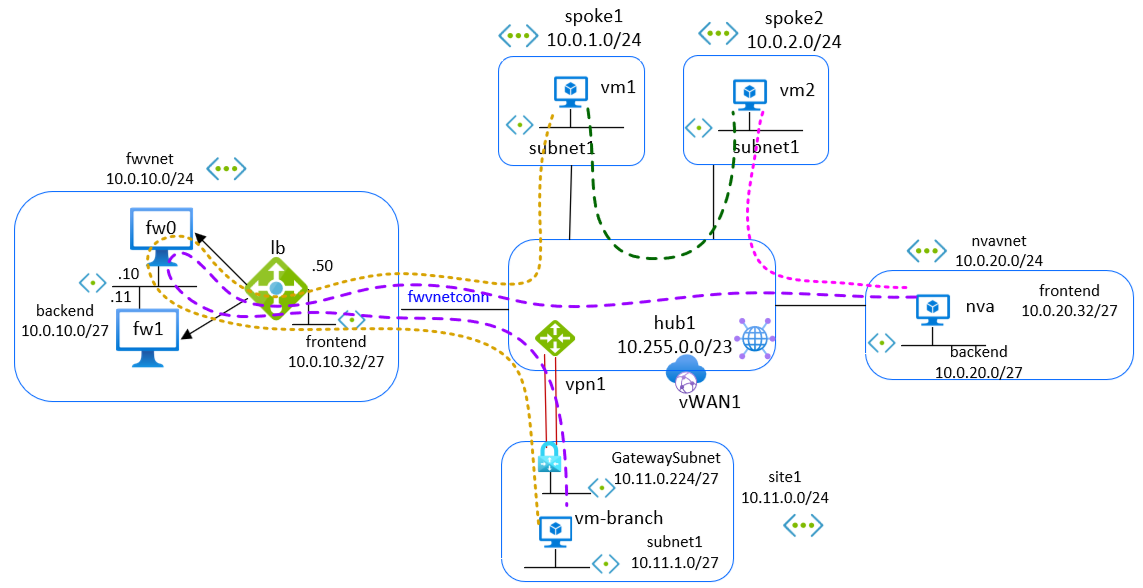 spoke1
10.0.1.0/24
spoke2
10.0.2.0/24
vm1
vm2
subnet1
subnet1
fwvnet
10.0.10.0/24
fw0
lb
.50
.10
.11
backend
10.0.10.0/27
fw1
frontend
10.0.10.32/27
fwvnetconn
hub1
10.255.0.0/23
vpn1
vWAN1
nvavnet
10.0.20.0/24
nva
frontend
10.0.20.32/27
backend
10.0.20.0/27
GatewaySubnet
10.11.0.224/27
site1
10.11.0.0/24
vm-branch
subnet1
10.11.1.0/27